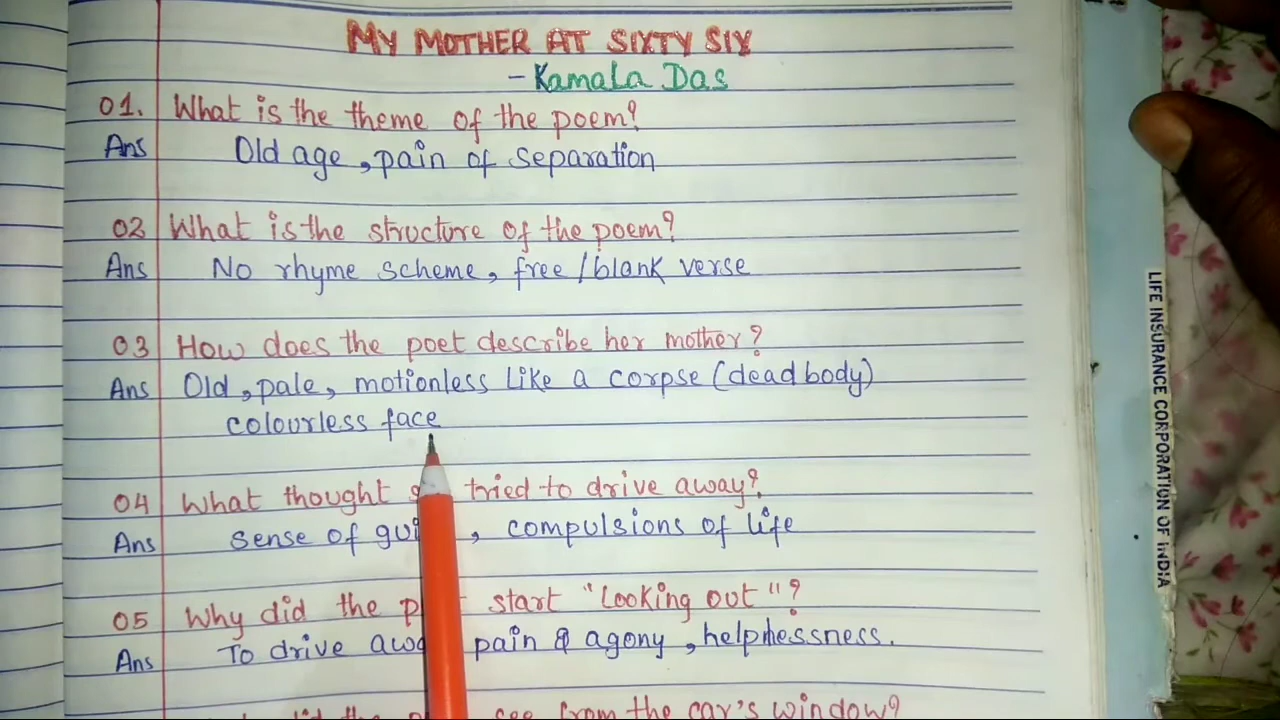 MY MOTHER AT SIXTY SIX
- Kamala Das
01. What is the theme of the poem?
Ans Old age, pain of separation
02 What is the structure of the poem?
Ans No rhyme scheme, free/blank verse
03 How does the poet describe her mother?
Ans Old, pale, motionless like a corpse (dead body)
colourless face
04 What thought tried to drive away?
Ans Sense of , compulsions of life
05 Why did the start "Looking out"?
Ans To drive pain & agony, helplessness.
see from the car's window?
LIFE INSURANCE CORPORATION OF INDIA